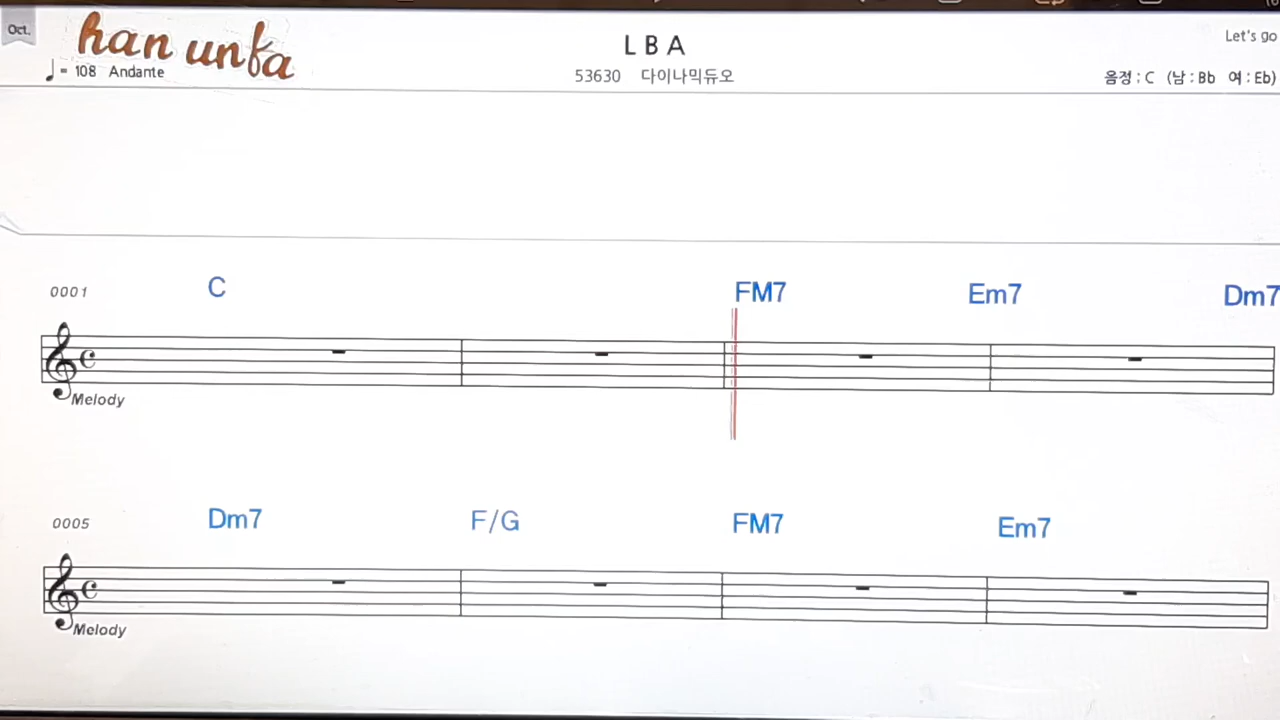 Oct.
han unfa
L B A
Let's go
♩= 108 Andante
53630 다이나믹듀오
음정 : C (남 : Bb 여 : Eb)
0001 C FM7 Em7 Dm7
Melody
0005 Dm7 F/G FM7 Em7
Melody